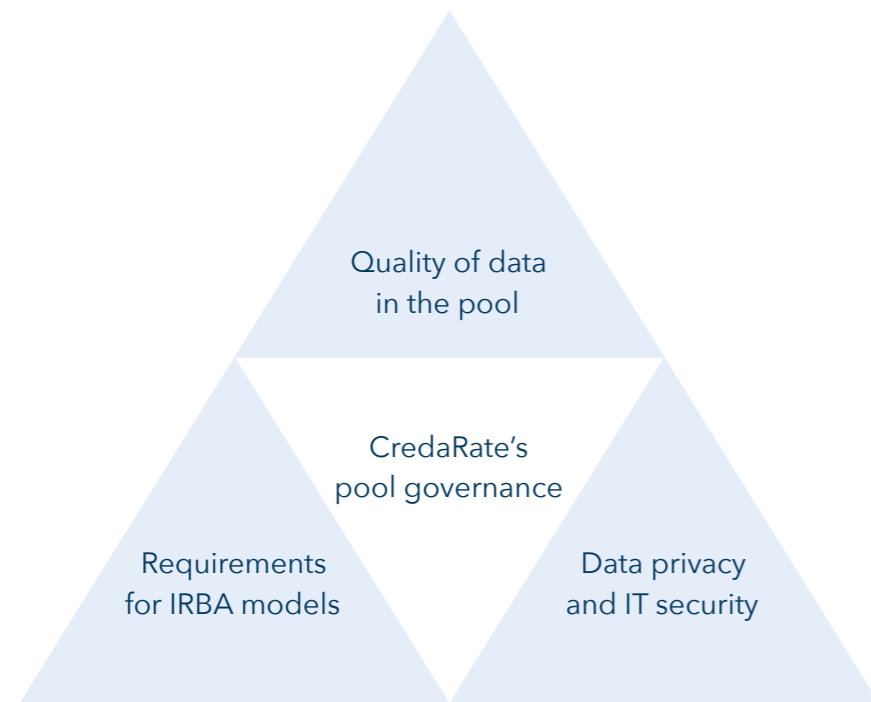 Quality of data
in the pool
CredaRate’s
pool governance
Requirements
for IRBA models
Data privacy
and IT security